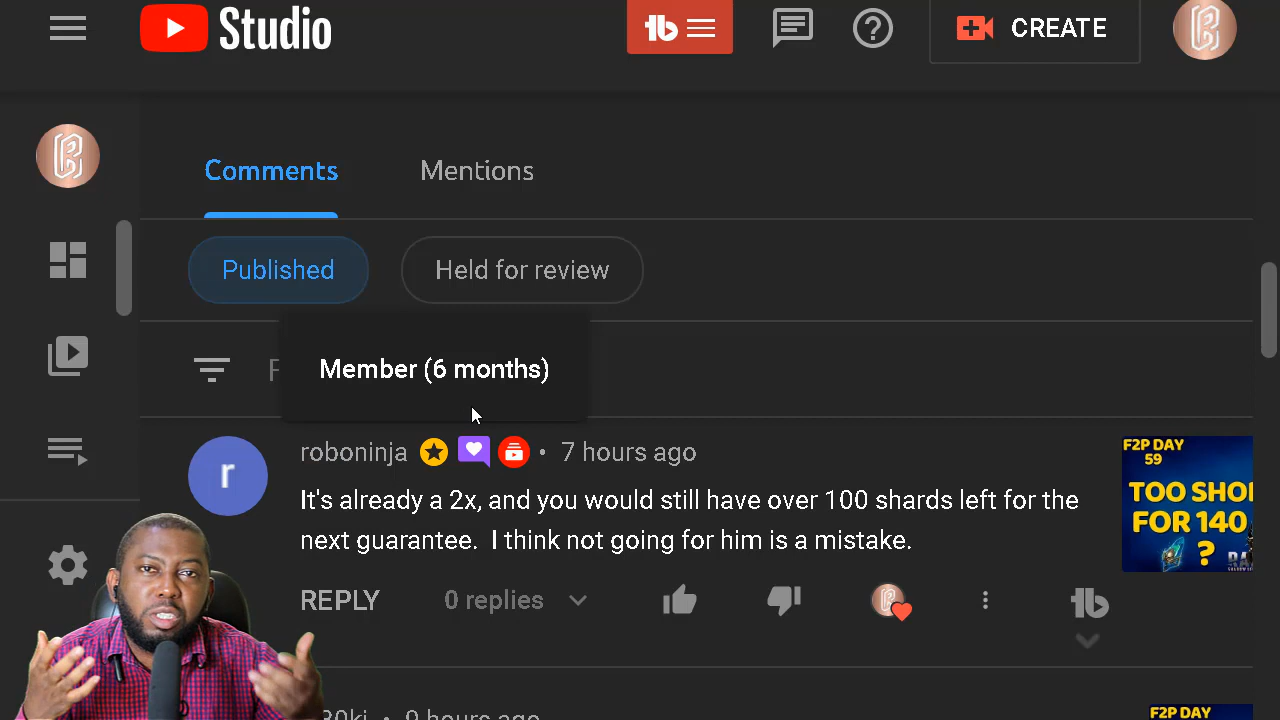 Studio
CREATE
Comments
Mentions
Published
Held for review
F
Member (6 months)
roboninja • 7 hours ago
It's already a 2x, and you would still have over 100 shards left for the
next guarantee.  I think not going for him is a mistake.
REPLY
0 replies
F2P DAY
59
TOO SHO
FOR 140
?
F2P DAY